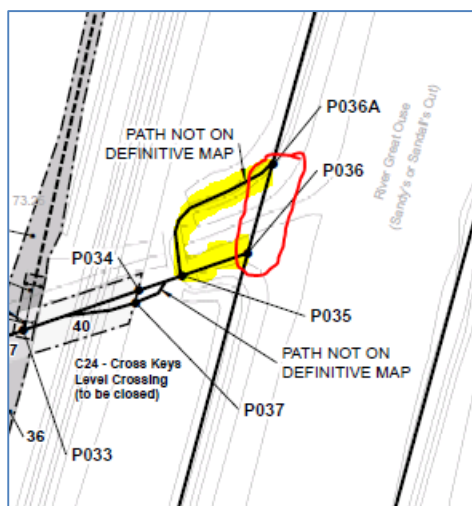 P036A
PATH NOT ON
DEFINITIVE MAP
P036
River Great Ouse
(Sandy's or Sandall's Cut)
73.26
P034
P035
40
PATH NOT ON
DEFINITIVE MAP
7
C24 - Cross Keys
Level Crossing
(to be closed)
P037
36
P033